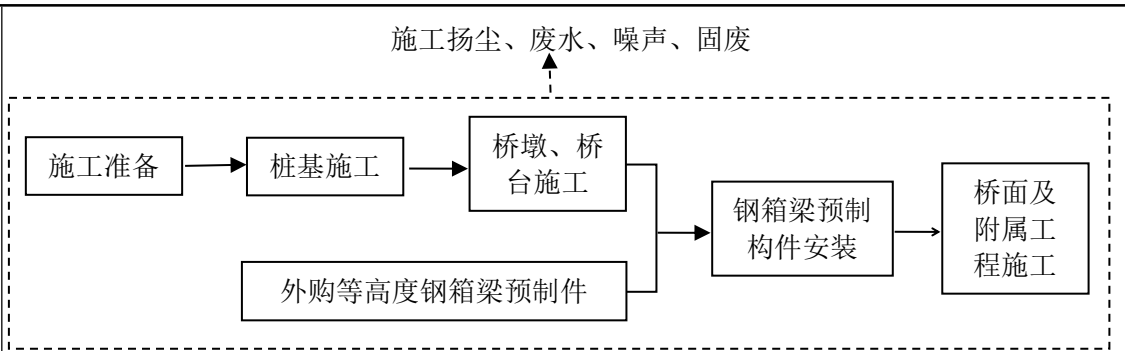 施工扬尘、废水、噪声、固废
施工准备
桩基施工
桥墩、桥
台施工
外购等高度钢箱梁预制件
钢箱梁预制
构件安装
桥面及
附属工
程施工